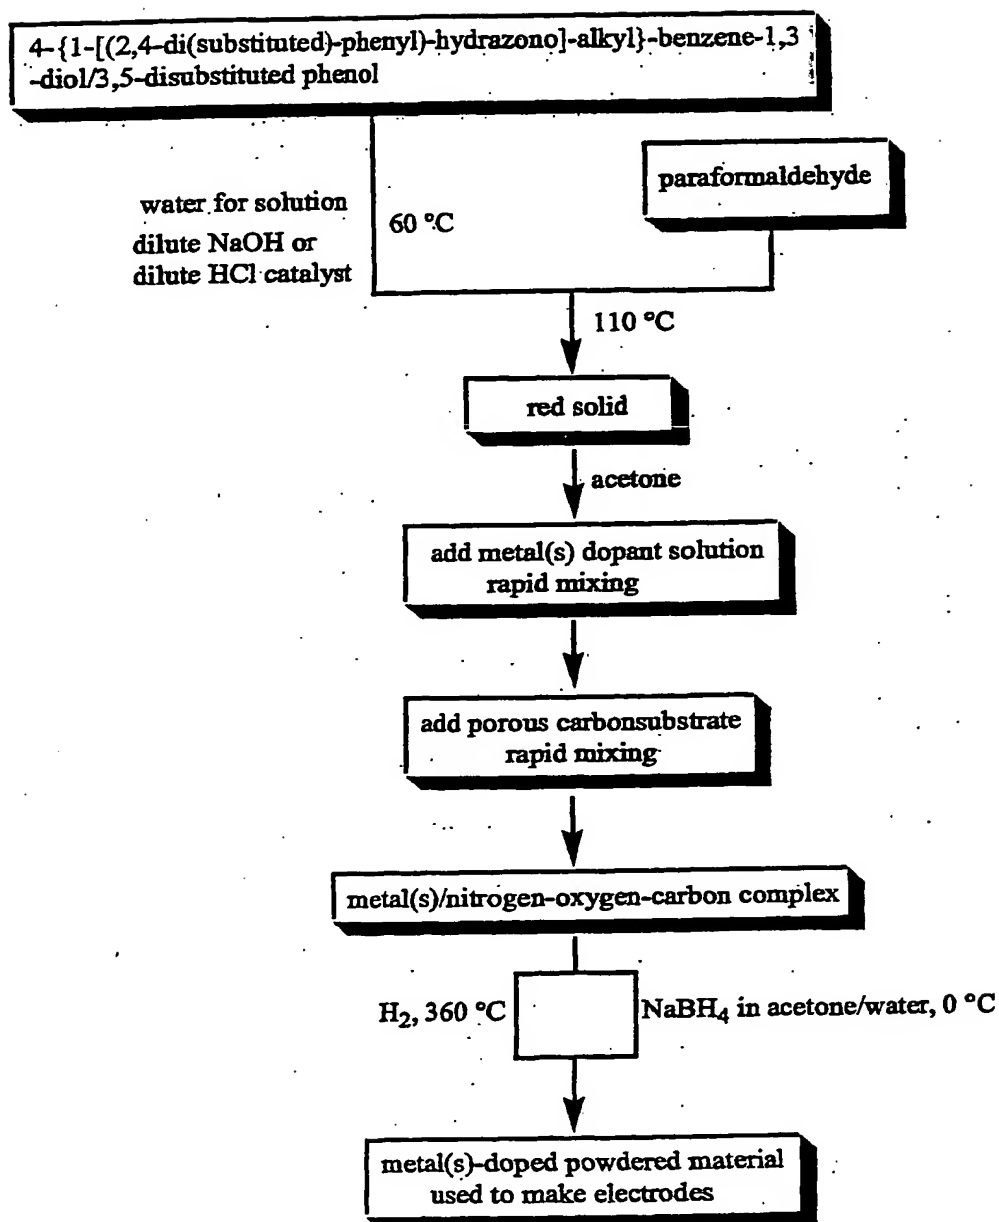 4-{1-[(2,4-di(substituted)-phenyl)-hydrazono]-alkyl}-benzene-1,3
-diol/3,5-disubstituted phenol
paraformaldehyde
water for solution
dilute NaOH or
dilute HCl catalyst
60 °C
110 °C
red solid
acetone
add metal(s) dopant solution
rapid mixing
add porous carbonsubstrate
rapid mixing
metal(s)/nitrogen-oxygen-carbon complex
H2, 360 °C
NaBH4 in acetone/water, 0 °C
metal(s)-doped powdered material
used to make electrodes